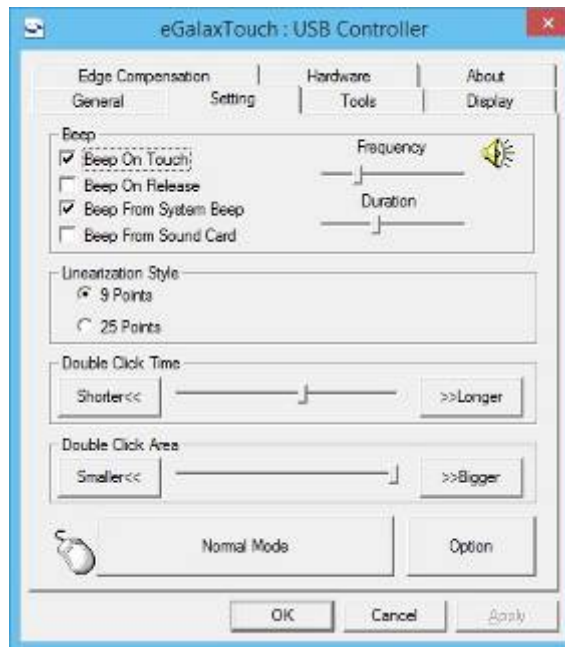 eGalaxTouch : USB Controller
Edge Compensation Hardware About
General Setting Tools Display
Beep
Beep On Touch
Beep On Release
Beep From System Beep
Beep From Sound Card
Frequency
Duration
Linearization Style
9 Points
25 Points
Double Click Time
Shorter<< >>Longer
Double Click Area
Smaller<< >>Bigger
Normal Mode Option
OK Cancel Apply